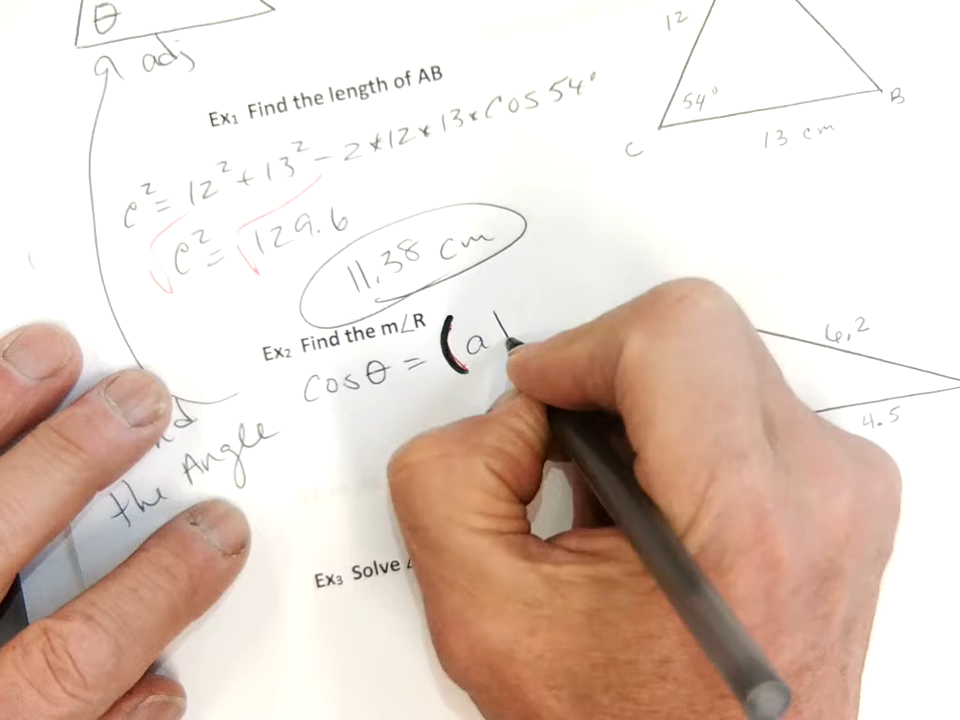 θ
adj
12
54°
C
B
13 cm
Ex1 Find the length of AB
c² = 12² + 13² - 2 * 12 * 13 * Cos 54°
√c² = √129.6
11.38 cm
Ex2 Find the m∠R
cosθ = (a
6,2
4.5
the Angle
Ex3 Solve